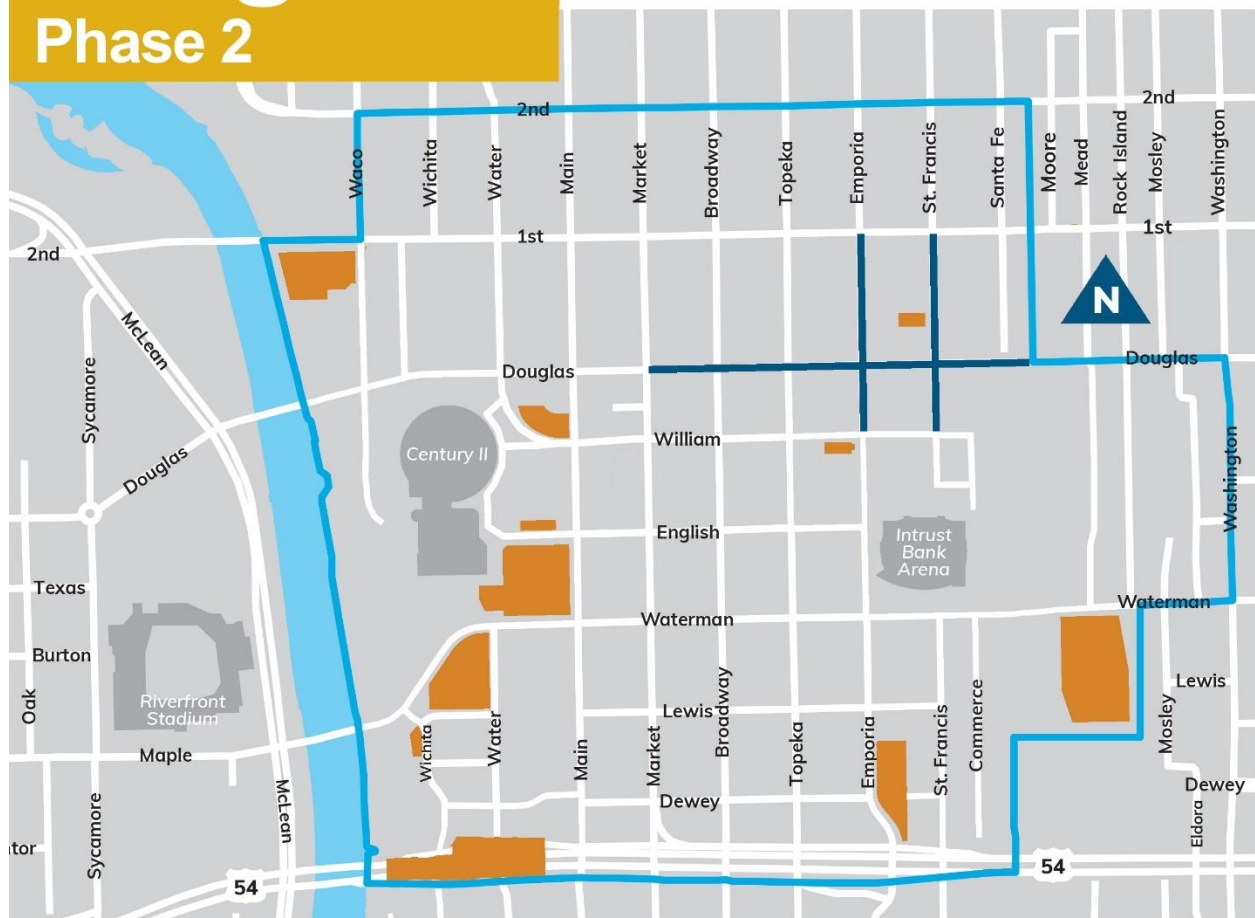 Phase 2
2nd
2nd
Waco
Wichita
Water
Main
Market
Broadway
Topeka
Emporia
St. Francis
Santa Fe
Moore
Mead
Rock Island
Mosley
Washington
1st
1st
2nd
N
McLean
Douglas
Douglas
Sycamore
Century II
William
Douglas
Washington
English
Intrust
Bank
Arena
Texas
Waterman
Waterman
Burton
Oak
Riverfront
Stadium
Lewis
Lewis
Maple
Wichita
Water
Main
Market
Broadway
Topeka
Emporia
St. Francis
Commerce
Mosley
McLean
Sycamore
Dewey
Dewey
Eldora
54
54